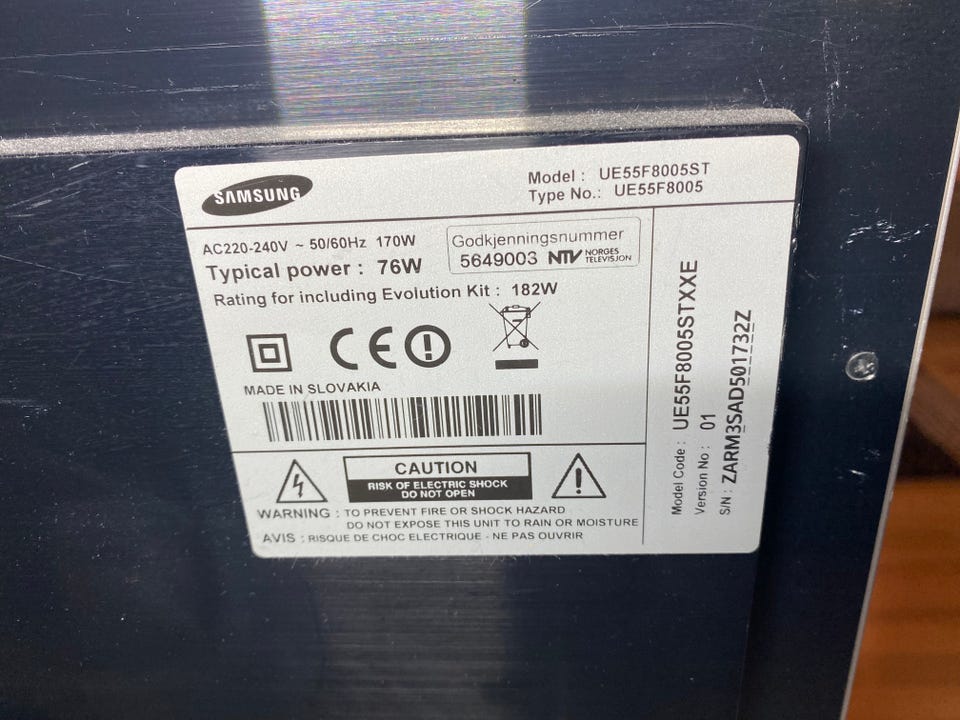 SAMSUNG
Model : UE55F8005ST
Type No.: UE55F8005
AC220-240V ~ 50/60Hz 170W
Typical power : 76W
Rating for including Evolution Kit : 182W
Godkjenningsnummer
5649003 NTV NORGES TELEVISJON
CE
MADE IN SLOVAKIA
CAUTION
RISK OF ELECTRIC SHOCK
DO NOT OPEN
WARNING : TO PREVENT FIRE OR SHOCK HAZARD
DO NOT EXPOSE THIS UNIT TO RAIN OR MOISTURE
AVIS : RISQUE DE CHOC ELECTRIQUE - NE PAS OUVRIR
Model Code : UE55F8005STXXE
Version No : 01
S/N : ZARM3SAD501732Z